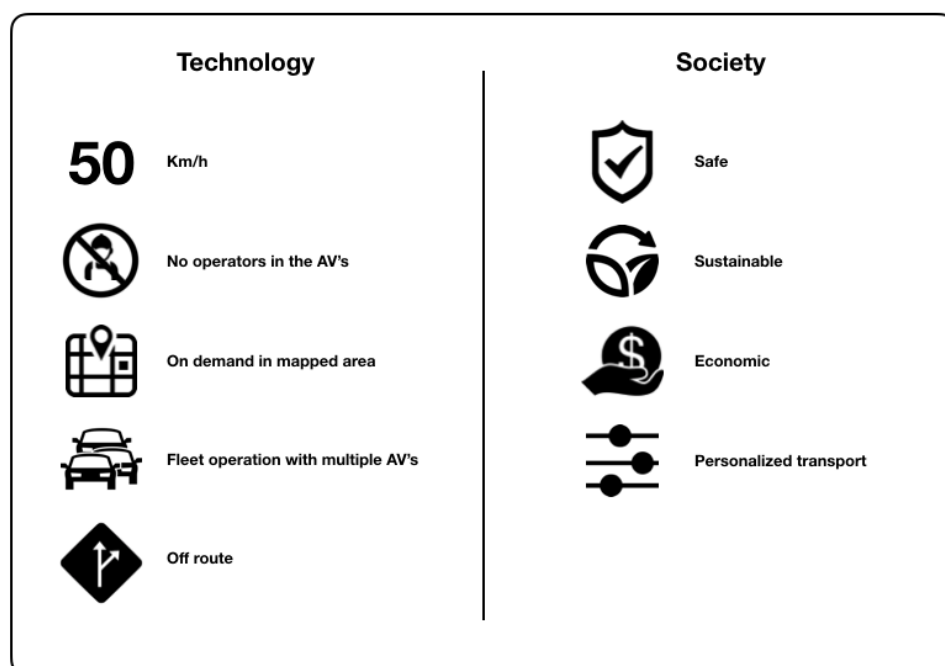 Technology
50 Km/h
No operators in the AV's
On demand in mapped area
Fleet operation with multiple AV's
Off route
Society
Safe
Sustainable
$
Economic
Personalized transport